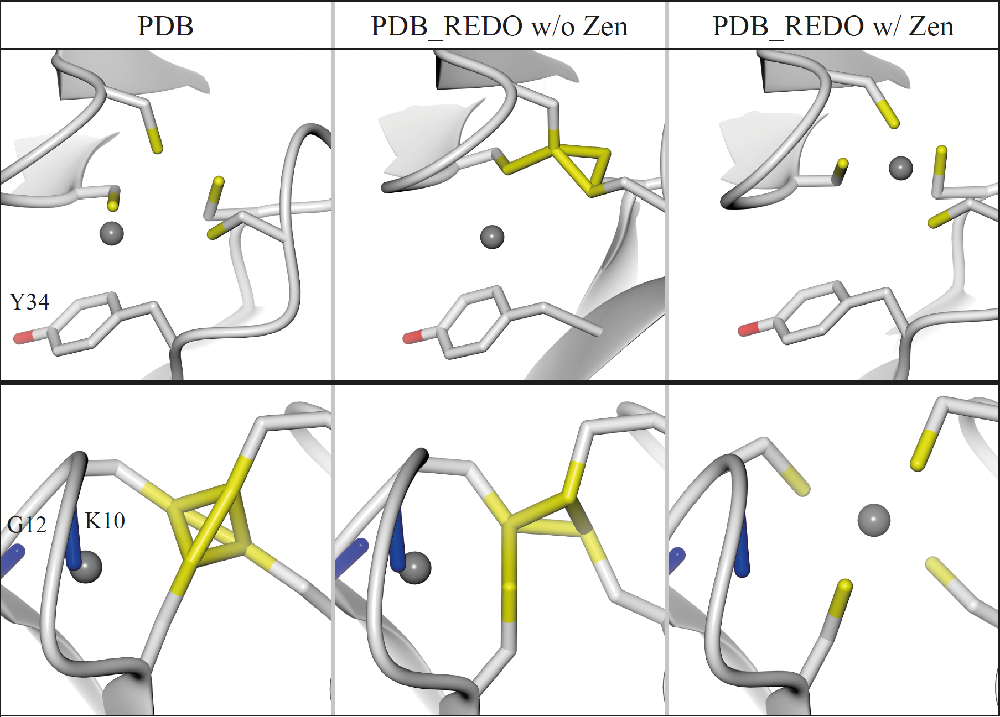 PDB
PDB_REDO w/o Zen
PDB_REDO w/ Zen
Y34
G12
K10